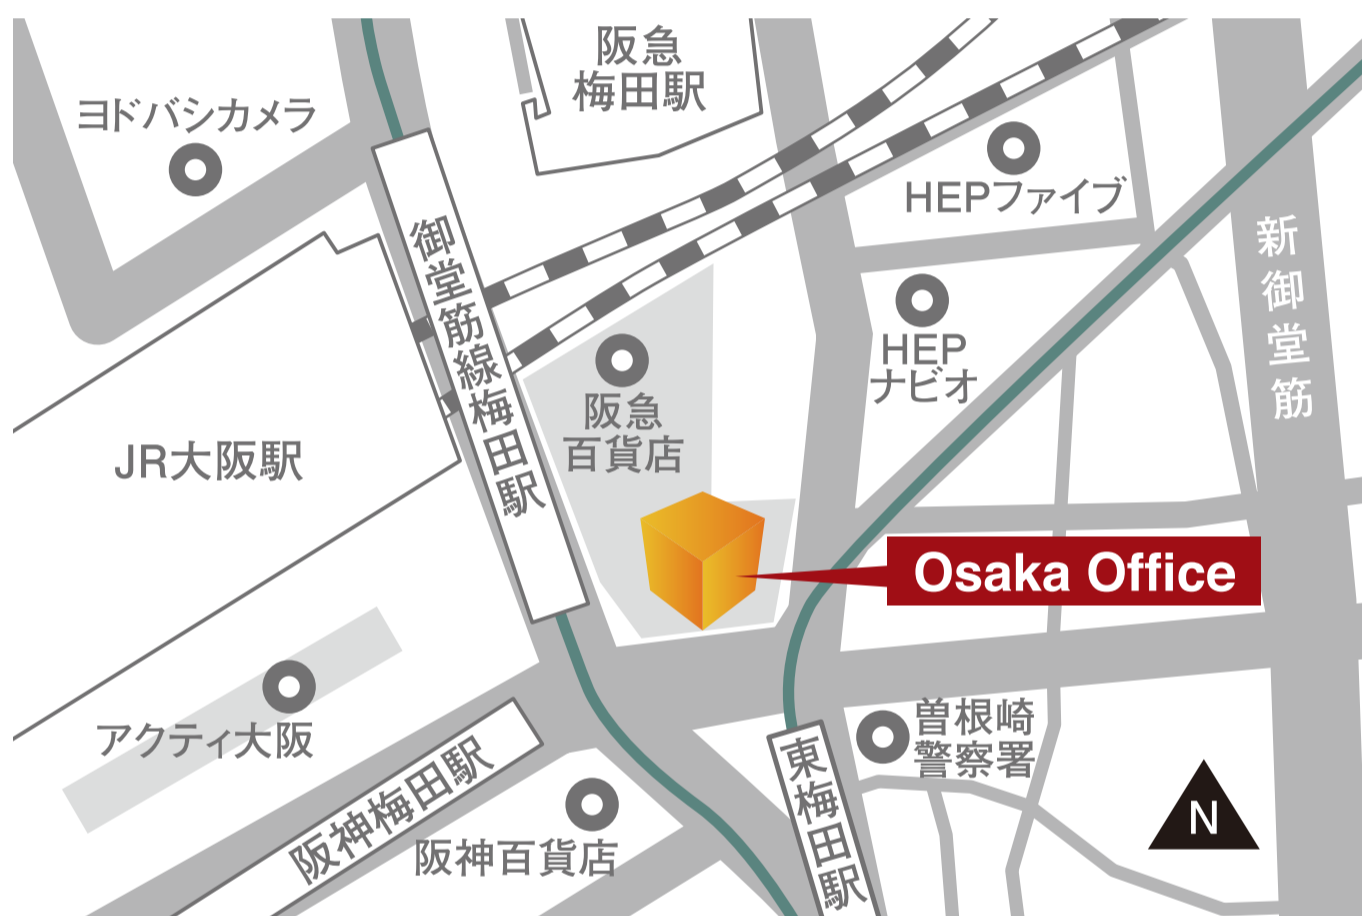 阪急
梅田駅
ヨドバシカメラ
HEPファイブ
御堂筋線梅田駅
新御堂筋
HEP
ナビオ
阪急
百貨店
JR大阪駅
Osaka Office
アクティ大阪
曽根崎
警察署
東梅田駅
阪神梅田駅
N
阪神百貨店